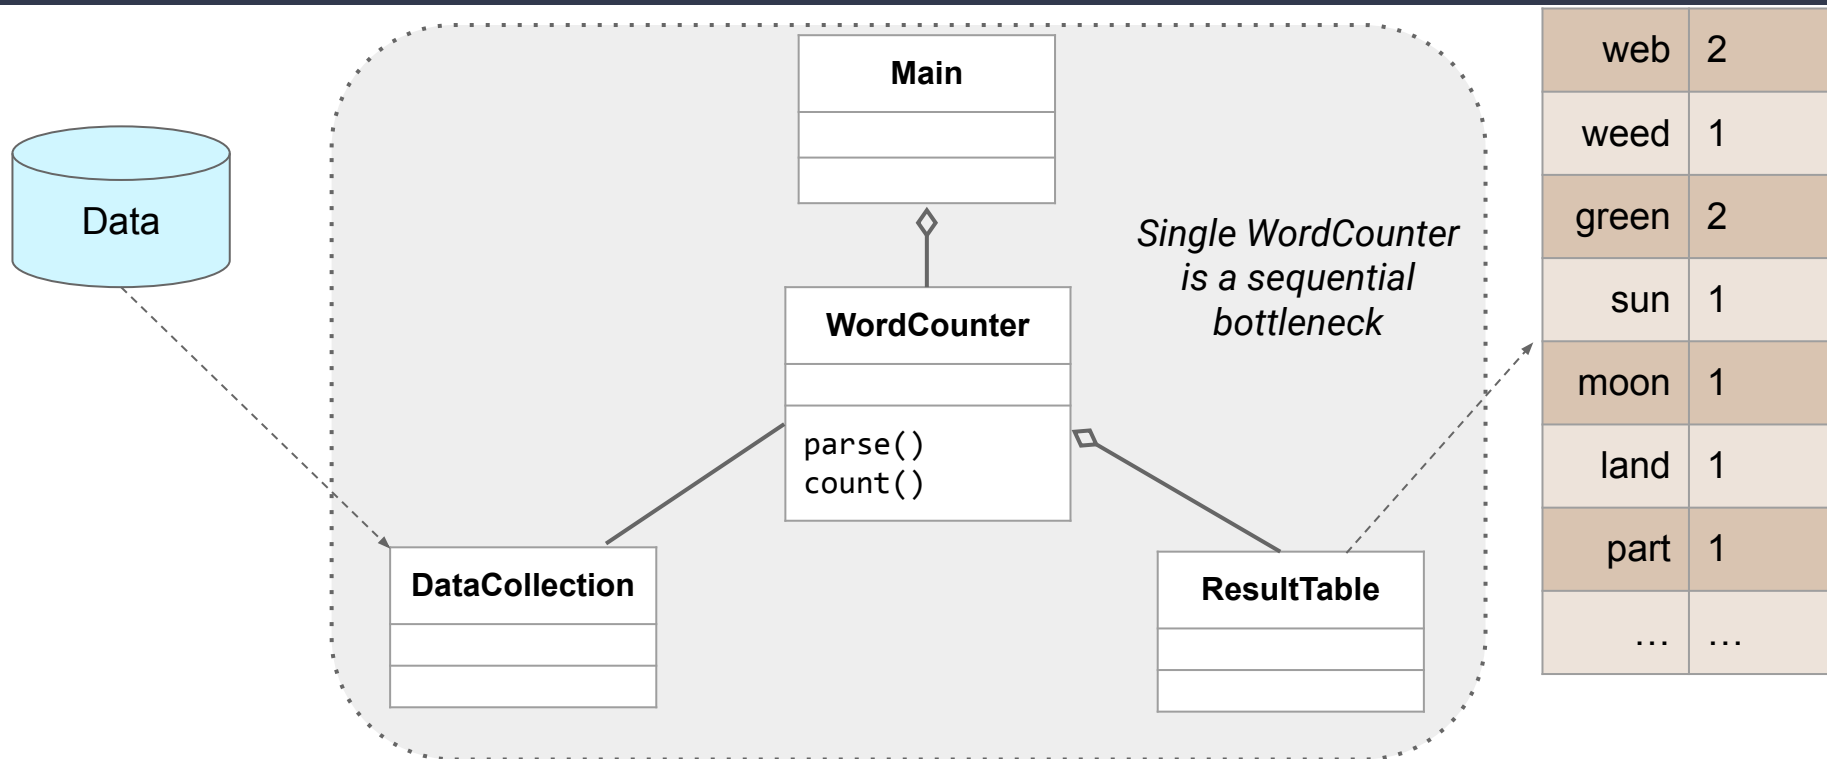 Data
Main
Single WordCounter
is a sequential
bottleneck
WordCounter
parse()
count()
DataCollection
ResultTable
web 2
weed 1
green 2
sun 1
moon 1
land 1
part 1
... ...